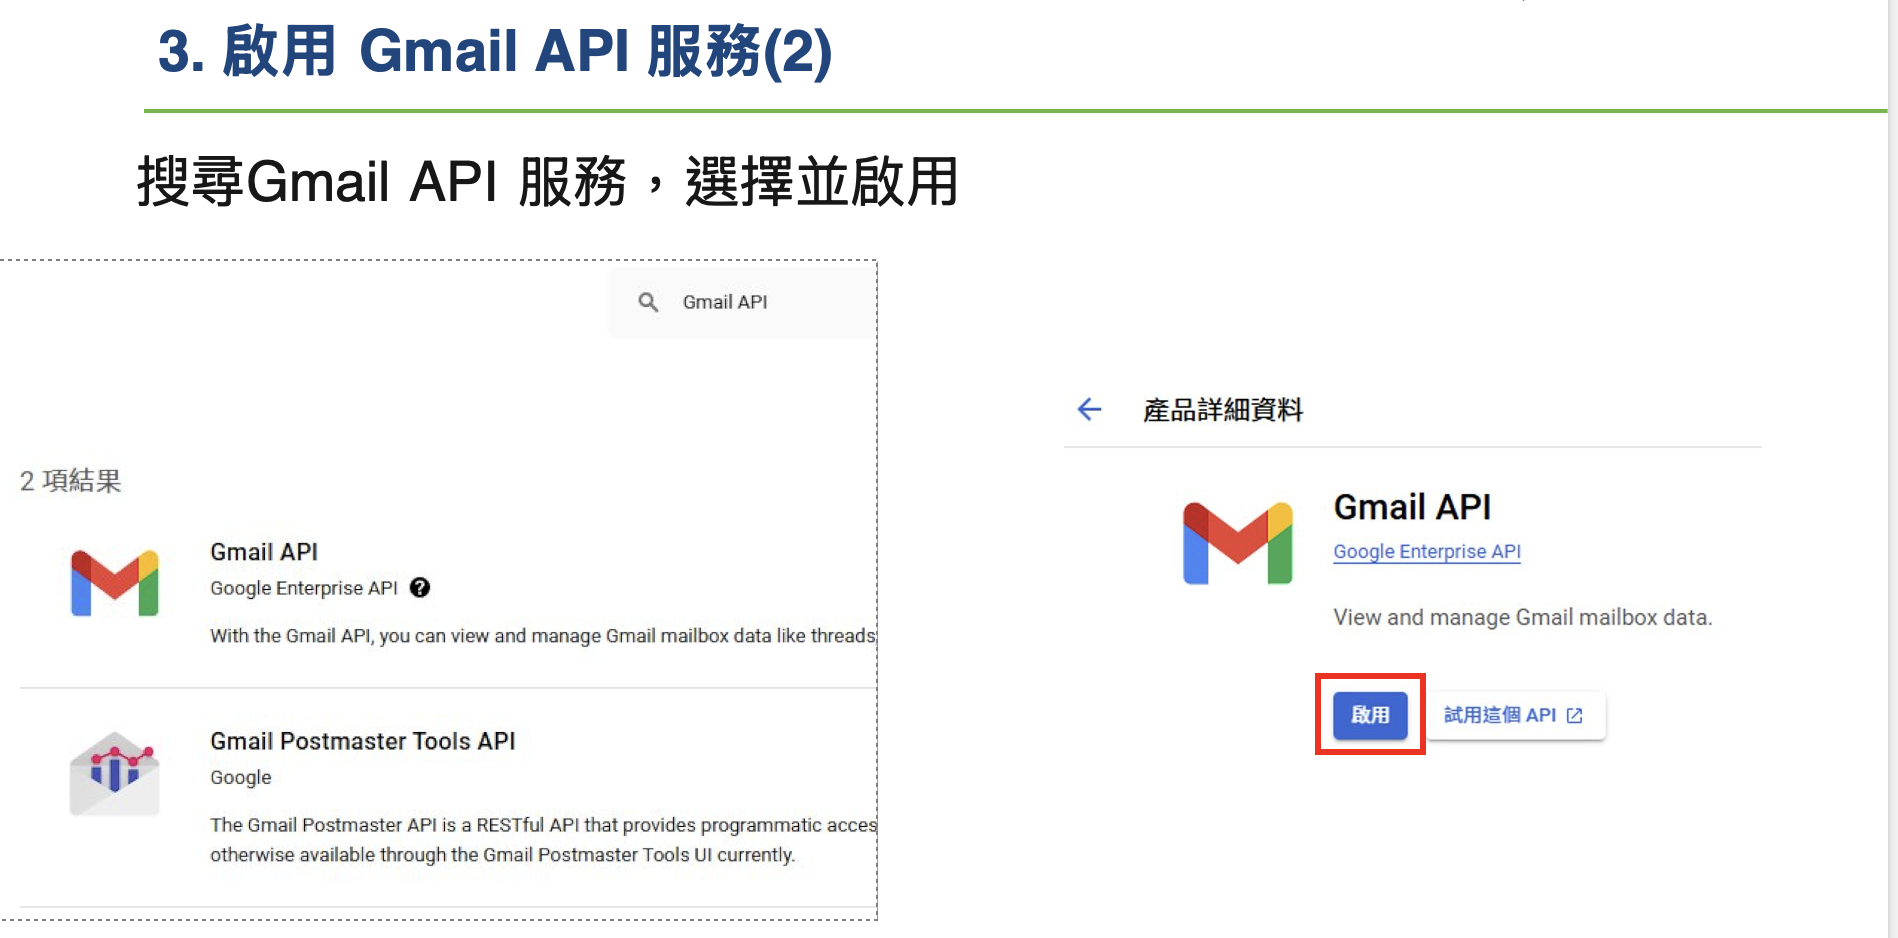 3. 啟用 Gmail API 服務(2)
搜尋Gmail API 服務，選擇並啟用
Gmail API
2 項結果
Gmail API
Google Enterprise API
With the Gmail API, you can view and manage Gmail mailbox data like threads,
Gmail Postmaster Tools API
Google
The Gmail Postmaster API is a RESTful API that provides programmatic acces
otherwise available through the Gmail Postmaster Tools UI currently.
產品詳細資料
Gmail API
Google Enterprise API
View and manage Gmail mailbox data.
啟用
試用這個 API